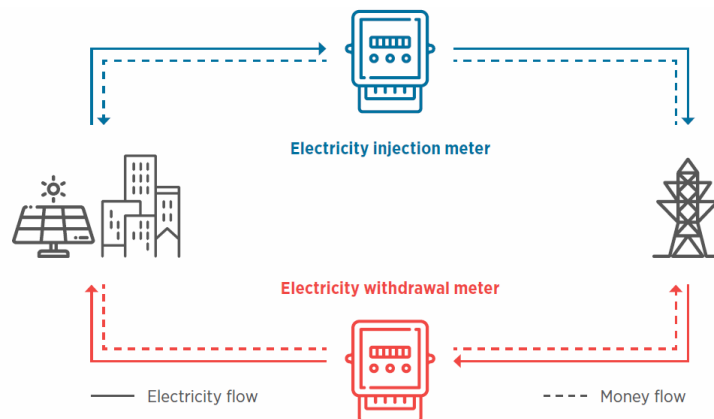 Electricity injection meter
Electricity withdrawal meter
Electricity flow
Money flow